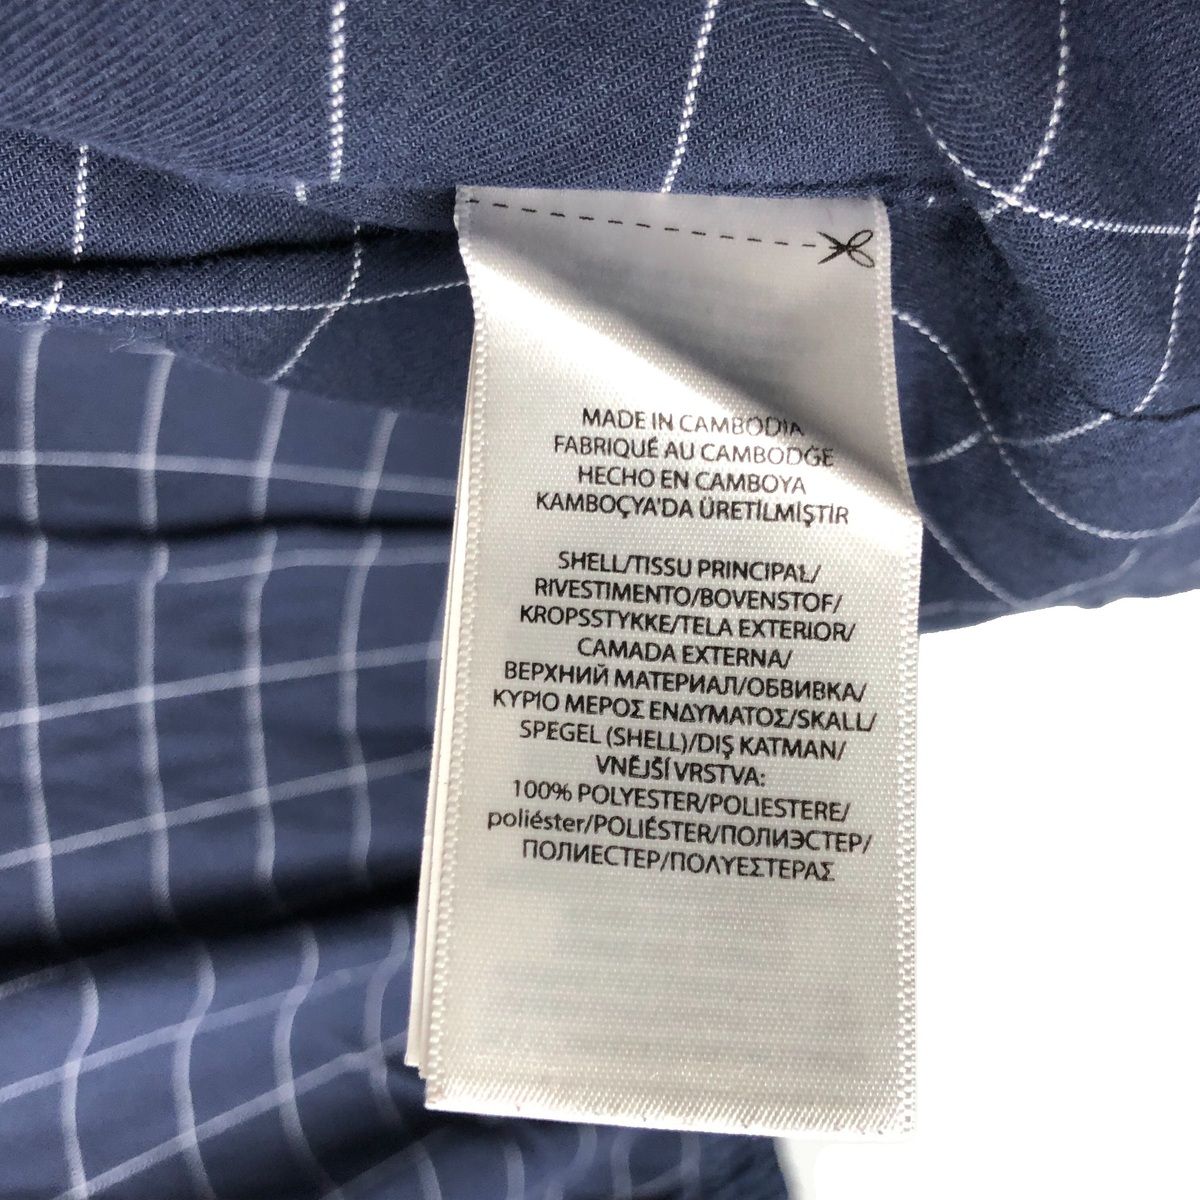 MADE IN CAMBODIA
FABRIQUÉ AU CAMBODGE
HECHO EN CAMBOYA
KAMBOÇYA'DA ÜRETİLMİŞTİR
SHELL/TISSU PRINCIPAL/
RIVESTIMENTO/BOVENSTOF/
KROPSSTYKKE/TELA EXTERIOR/
CAMADA EXTERNA/
ВЕРХНИЙ МАТЕРИАЛ/ОБВИВКА/
ΚΥΡΙΟ ΜΕΡΟΣ ΕΝΔΥΜΑΤΟΣ/SKALL/
SPEGEL (SHELL)/DIŞ KATMAN/
VNĚJŠÍ VRSTVA:
100% POLYESTER/POLIESTERE/
poliéster/POLIÉSTER/ПОЛИЭСТЕР/
ПОЛИЕСТЕР/ΠΟΛΥΕΣΤΕΡΑΣ